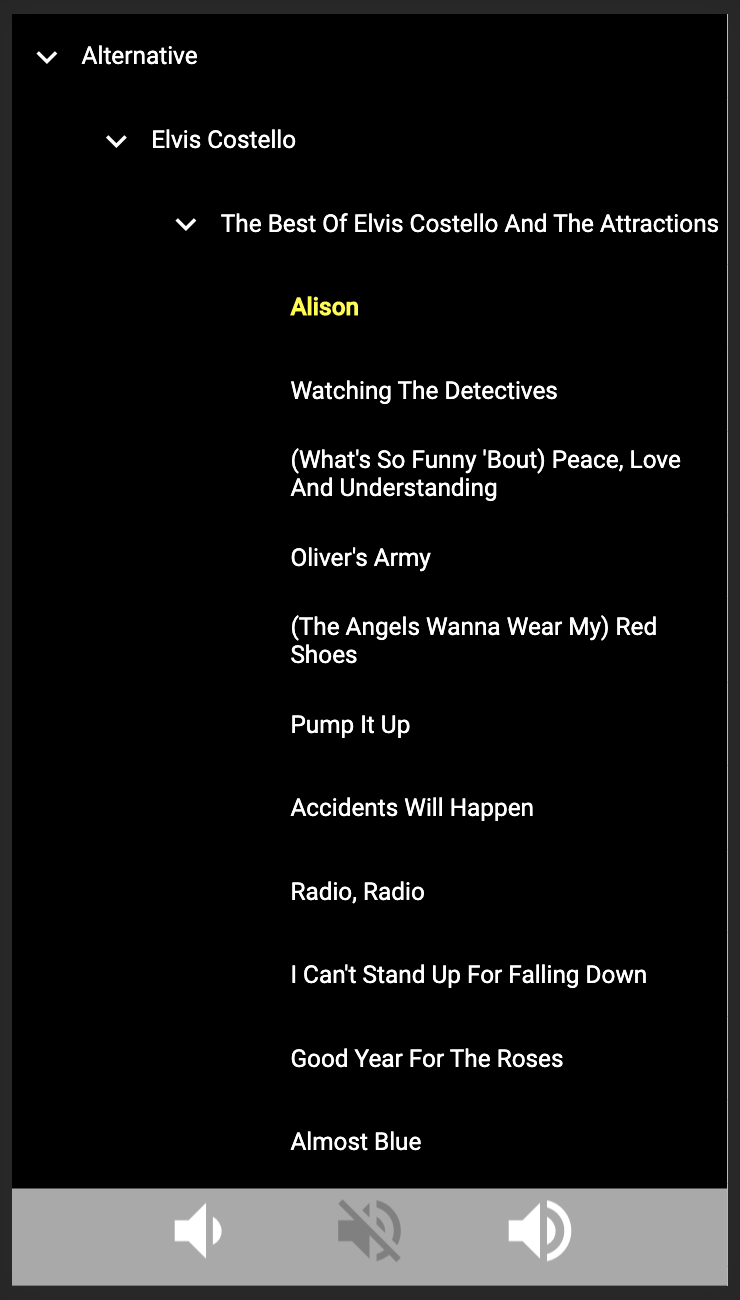 Alternative
Elvis Costello
The Best Of Elvis Costello And The Attractions
Alison
Watching The Detectives
(What's So Funny 'Bout) Peace, Love
And Understanding
Oliver's Army
(The Angels Wanna Wear My) Red
Shoes
Pump It Up
Accidents Will Happen
Radio, Radio
I Can't Stand Up For Falling Down
Good Year For The Roses
Almost Blue